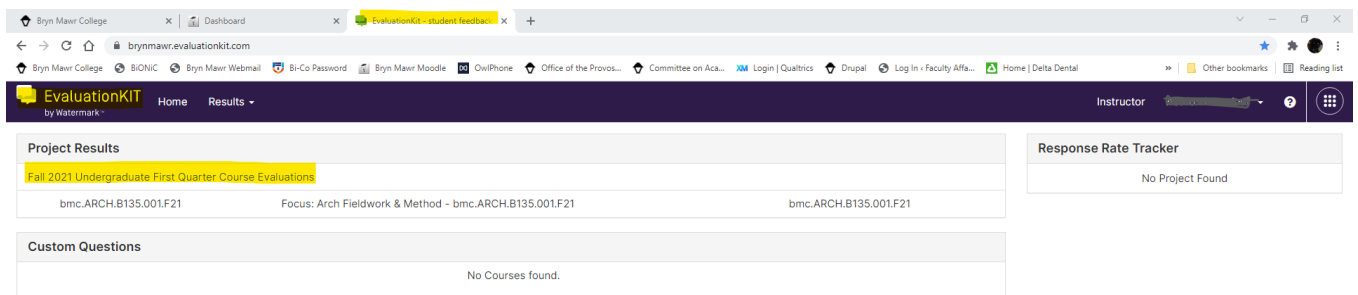 Bryn Mawr College
Dashboard
EvaluationKit - student feedback
brynmawr.evaluationkit.com
Bryn Mawr College BiONiC Bryn Mawr Webmail Bi-Co Password Bryn Mawr Moodle OwlPhone Office of the Provos... Committee on Aca... XM Login | Qualtrics Drupal Log In ‹ Faculty Affa... Home | Delta Dental » Other bookmarks Reading list
EvaluationKIT Home Results Instructor ?
by Watermark™
Project Results
Response Rate Tracker
Fall 2021 Undergraduate First Quarter Course Evaluations
No Project Found
bmc.ARCH.B135.001.F21 Focus: Arch Fieldwork & Method - bmc.ARCH.B135.001.F21 bmc.ARCH.B135.001.F21
Custom Questions
No Courses found.